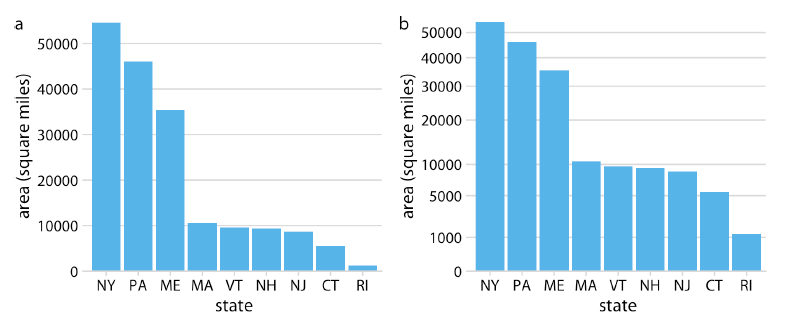 a
area (square miles)
50000
40000
30000
20000
10000
0
NY PA ME MA VT NH NJ CT RI
state
b
area (square miles)
50000
40000
30000
20000
10000
5000
1000
0
NY PA ME MA VT NH NJ CT RI
state